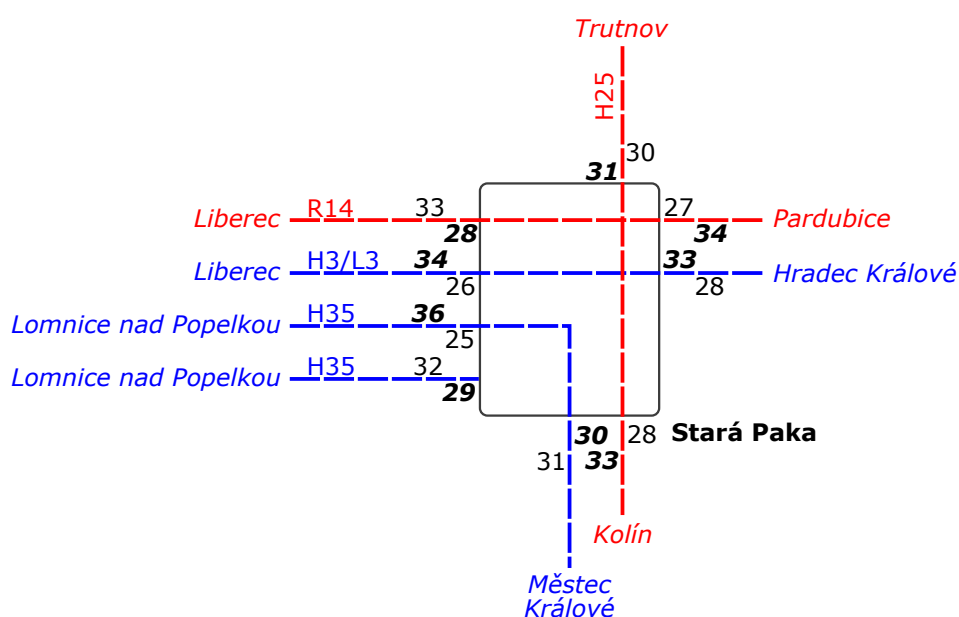 Trutnov
H25
30
31
Liberec R14 33 27 Pardubice
28 34
Liberec H3/L3 34 33 Hradec Králové
26 28
Lomnice nad Popelkou H35 36
25
Lomnice nad Popelkou H35 32
29
30 28 Stará Paka
31 33
Kolín
Městec
Králové